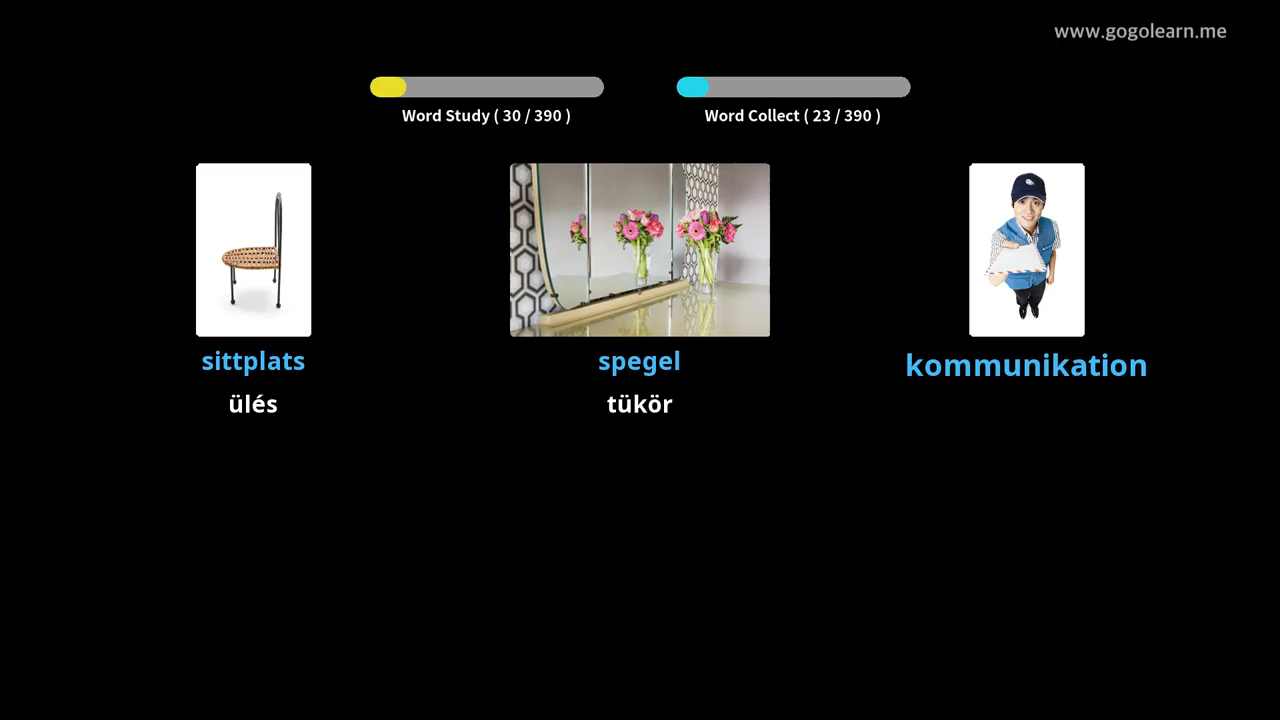 www.gogolearn.me
Word Study ( 30 / 390 )
Word Collect ( 23 / 390 )
sittplats
spegel
kommunikation
ülés
tükör